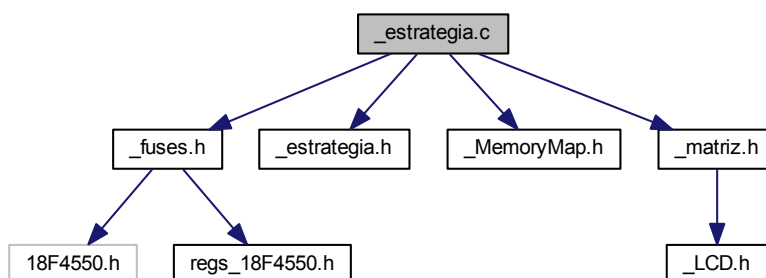 _estrategia.c
_fuses.h
_estrategia.h
_MemoryMap.h
_matriz.h
18F4550.h
regs_18F4550.h
_LCD.h